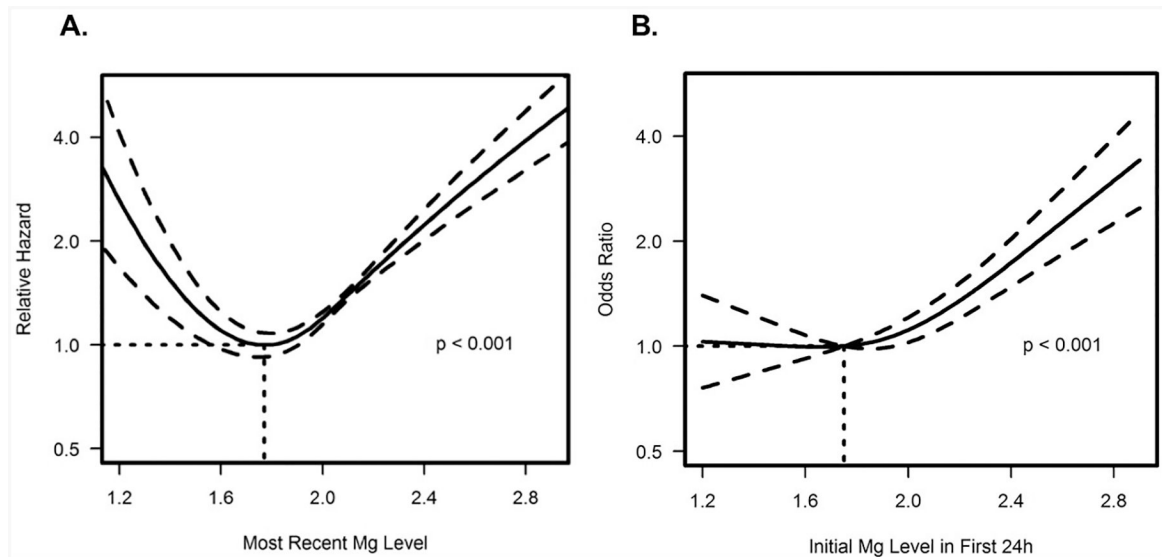 A.
Relative Hazard
4.0
2.0
1.0
0.5
p < 0.001
1.2
1.6
2.0
2.4
2.8
Most Recent Mg Level
B.
Odds Ratio
4.0
2.0
1.0
0.5
p < 0.001
1.2
1.6
2.0
2.4
2.8
Initial Mg Level in First 24h